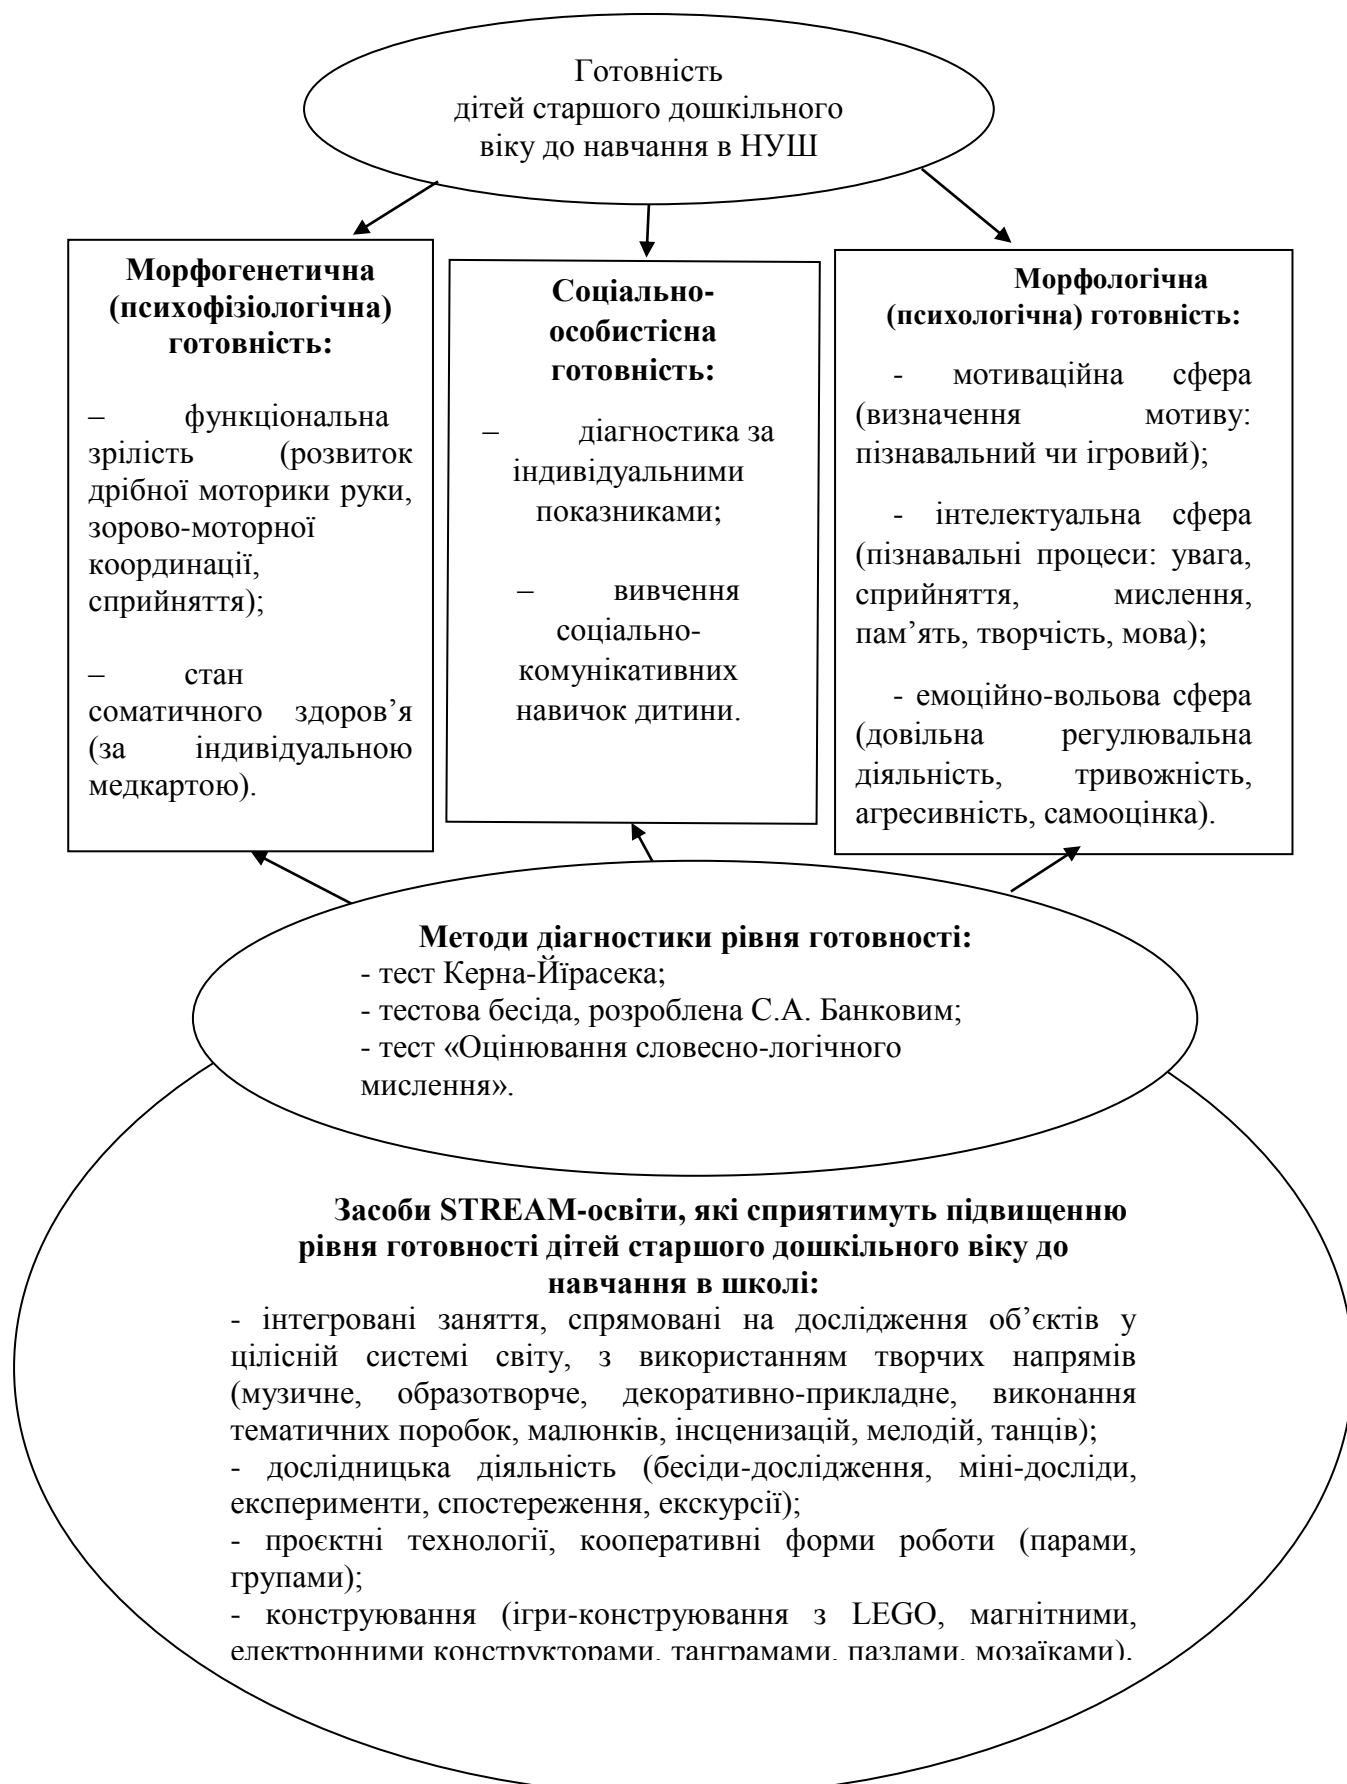 Готовність
дітей старшого дошкільного
віку до навчання в НУШ
Морфогенетична
(психофізіологічна)
готовність:
– функціональна
зрілість (розвиток
дрібної моторики руки,
зорово-моторної
координації,
сприйняття);
– стан
соматичного здоров’я
(за індивідуальною
медкартою).
Соціально-
особистісна
готовність:
– діагностика за
індивідуальними
показниками;
– вивчення
соціально-
комунікативних
навичок дитини.
Морфологічна
(психологічна) готовність:
- мотиваційна сфера
(визначення мотиву:
пізнавальний чи ігровий);
- інтелектуальна сфера
(пізнавальні процеси: увага,
сприйняття, мислення,
пам’ять, творчість, мова);
- емоційно-вольова сфера
(довільна регулювальна
діяльність, тривожність,
агресивність, самооцінка).
Методи діагностики рівня готовності:
- тест Керна-Йїрасека;
- тестова бесіда, розроблена С.А. Банковим;
- тест «Оцінювання словесно-логічного
мислення».
Засоби STREAM-освіти, які сприятимуть підвищенню
рівня готовності дітей старшого дошкільного віку до
навчання в школі:
- інтегровані заняття, спрямовані на дослідження об’єктів у
цілісній системі світу, з використанням творчих напрямів
(музичне, образотворче, декоративно-прикладне, виконання
тематичних поробок, малюнків, інсценизацій, мелодій, танців);
- дослідницька діяльність (бесіди-дослідження, міні-досліди,
експерименти, спостереження, екскурсії);
- проєктні технології, кооперативні форми роботи (парами,
групами);
- конструювання (ігри-конструювання з LEGO, магнітними,
електронними конструкторами, танграмами, пазлами, мозаїками).